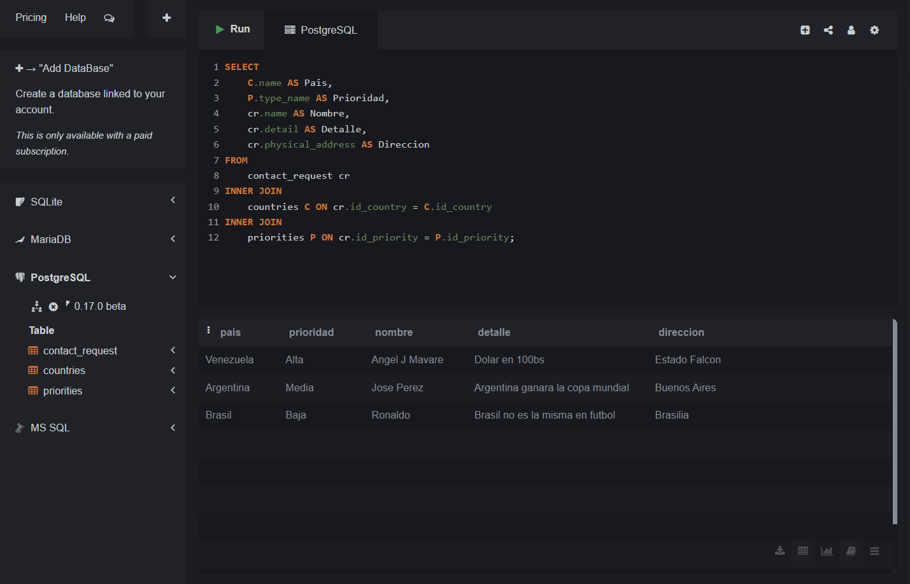 Pricing Help
Run PostgreSQL
→ "Add DataBase"
Create a database linked to your
account.
This is only available with a paid
subscription.
SQLite
MariaDB
PostgreSQL
0.17.0 beta
Table
contact_request
countries
priorities
MS SQL
1 SELECT
2 C.name AS Pais,
3 P.type_name AS Prioridad,
4 cr.name AS Nombre,
5 cr.detail AS Detalle,
6 cr.physical_address AS Direccion
7 FROM
8 contact_request cr
9 INNER JOIN
10 countries C ON cr.id_country = C.id_country
11 INNER JOIN
12 priorities P ON cr.id_priority = P.id_priority;
pais prioridad nombre detalle direccion
Venezuela Alta Angel J Mavare Dolar en 100bs Estado Falcon
Argentina Media Jose Perez Argentina ganara la copa mundial Buenos Aires
Brasil Baja Ronaldo Brasil no es la misma en futbol Brasilia